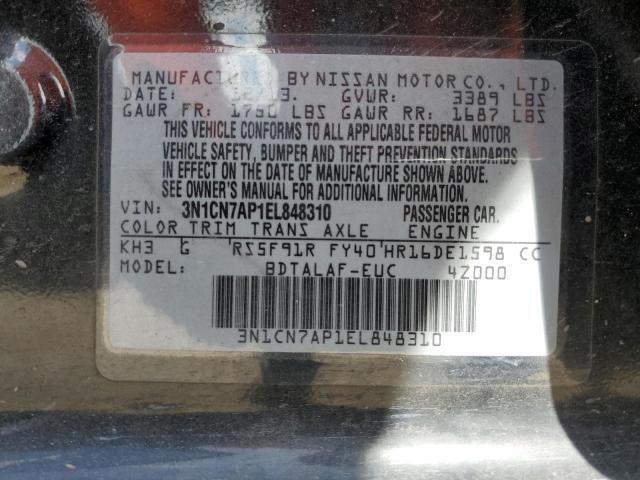 MANUFACTURED BY NISSAN MOTOR CO., LTD.
DATE: GVWR: 3389 LBS
GAWR FR: 1790 LBS GAWR RR: 1687 LBS
THIS VEHICLE CONFORMS TO ALL APPLICABLE FEDERAL MOTOR
VEHICLE SAFETY, BUMPER AND THEFT PREVENTION STANDARDS
IN EFFECT ON THE DATE OF MANUFACTURE SHOWN ABOVE.
SEE OWNER'S MANUAL FOR ADDITIONAL INFORMATION.
VIN: 3N1CN7AP1EL848310 PASSENGER CAR.
COLOR TRIM TRANS AXLE ENGINE
KH3 G RS5F91R FY40 HR16DE1598 CC
MODEL: BDTALAF-EUC 4Z000
3N1CN7AP1EL848310